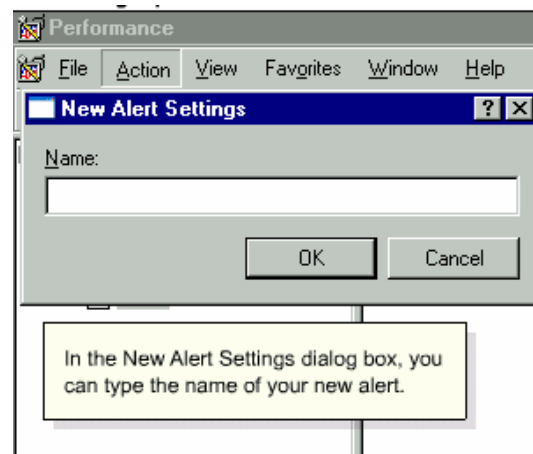 Performance
File Action View Favorites Window Help
New Alert Settings
Name:
OK Cancel
In the New Alert Settings dialog box, you
can type the name of your new alert.